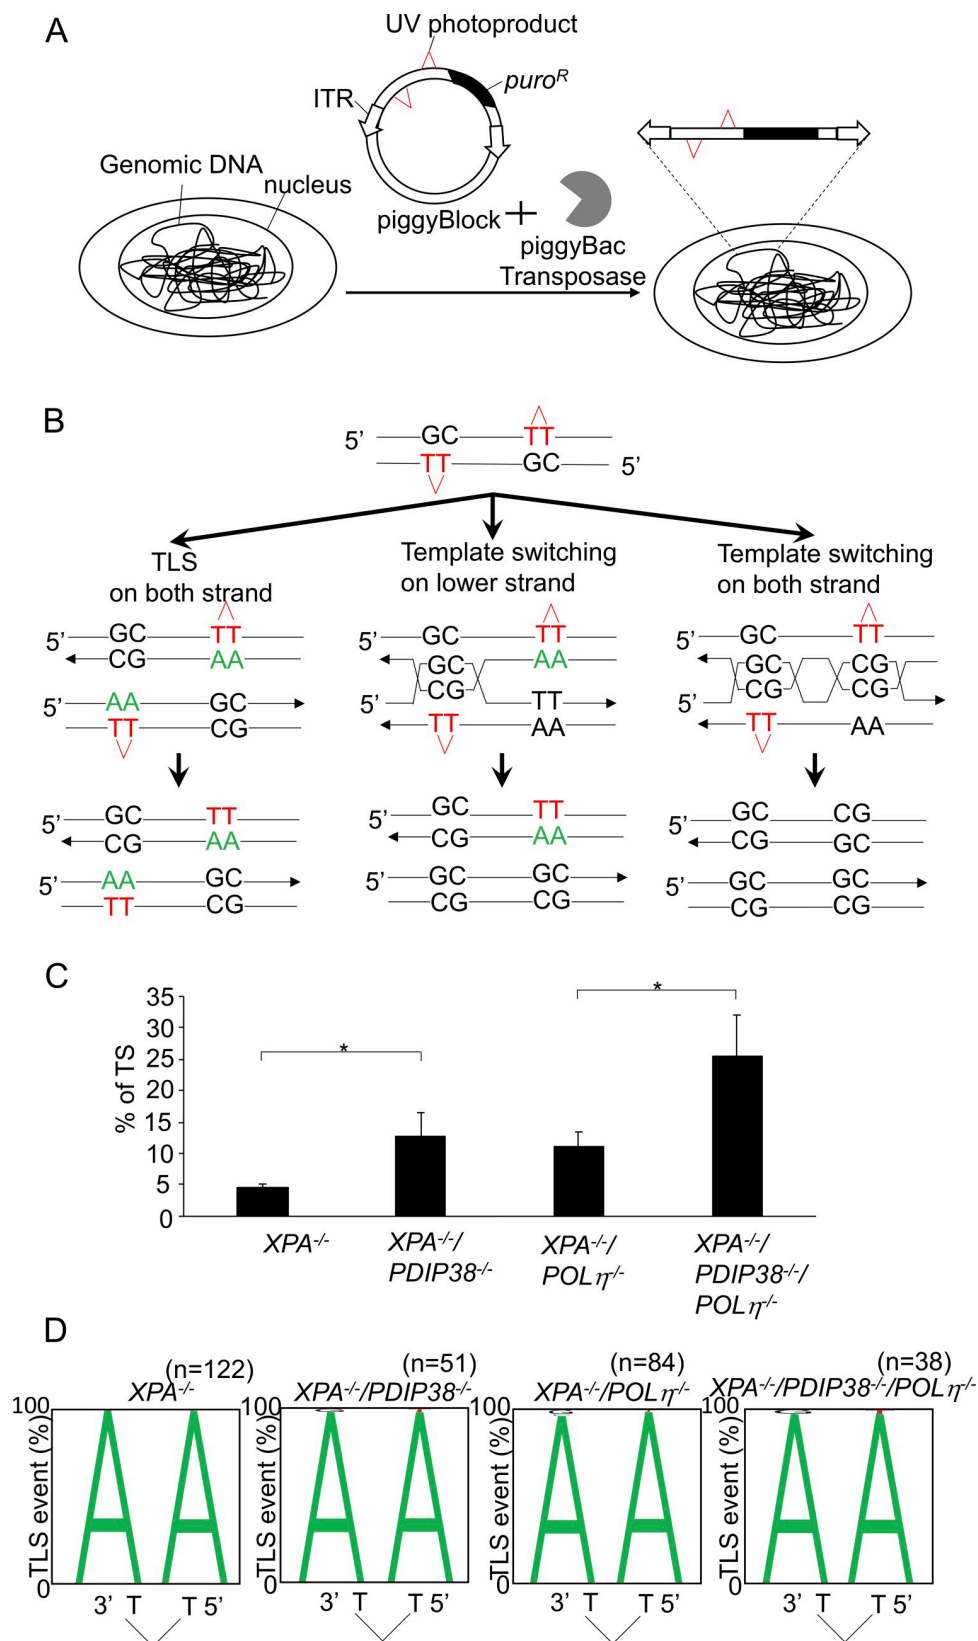 A
UV photoproduct
puroR
ITR
Genomic DNA
nucleus
piggyBlock
+
piggyBac
Transposase
B
5’ GC TT
TT GC 5’
TLS
on both strand
Template switching
on lower strand
Template switching
on both strand
5’ GC TT
CG AA
AA GC
5’ TT CG
5’ GC TT
GC AA
CG TT
5’ TT AA
5’ GC TT
GC CG
CG CG
5’ TT AA
5’ GC TT
CG AA
5’ AA GC
TT CG
5’ GC TT
CG AA
5’ GC GC
CG CG
5’ GC CG
CG GC
5’ GC GC
CG CG
C
% of TS
35
30
25
20
15
10
5
0
*
*
XPA-/-
XPA-/-/
PDIP38-/-
XPA-/-/
POLη-/-
XPA-/-/
PDIP38-/-/
POLη-/-
D
(n=122)
XPA-/-
100
TLS event (%)
0
AA
3’ T T 5’
(n=51)
XPA-/-/PDIP38-/-
100
TLS event (%)
0
AA
3’ T T 5’
(n=84)
XPA-/-/POLη-/-
100
TLS event (%)
0
AA
3’ T T 5’
(n=38)
XPA-/-/PDIP38-/-/POLη-/-
100
TLS event (%)
0
AA
3’ T T 5’